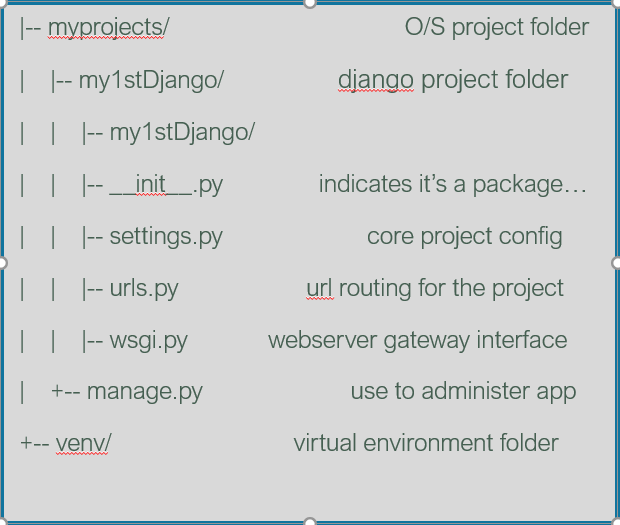 |-- myprojects/ O/S project folder
| |-- my1stDjango/ django project folder
| | |-- my1stDjango/
| | |-- __init__.py indicates it’s a package…
| | |-- settings.py core project config
| | |-- urls.py url routing for the project
| | |-- wsgi.py webserver gateway interface
| +-- manage.py use to administer app
+-- venv/ virtual environment folder